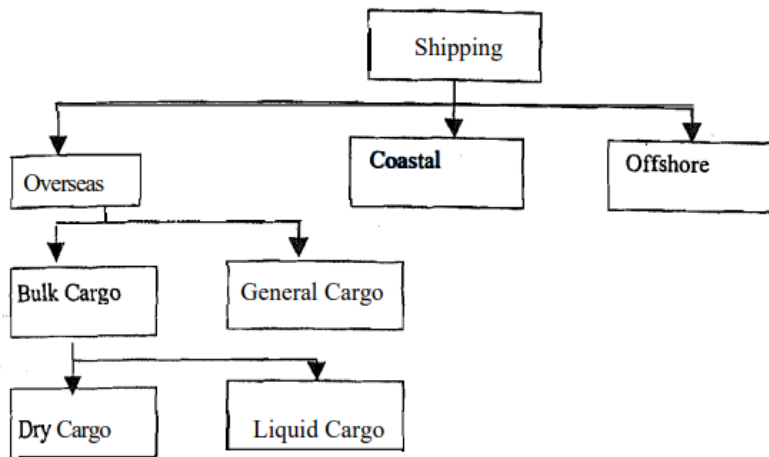 Shipping
Coastal
Offshore
Overseas
Bulk Cargo
General Cargo
Dry Cargo
Liquid Cargo